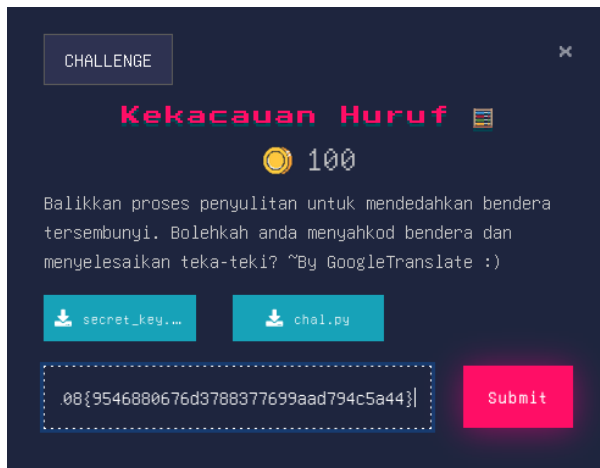 CHALLENGE
×
Kekacauan Huruf
100
Balikkan proses penyulitan untuk mendedahkan bendera
tersembunyi. Bolehkah anda menyahkod bendera dan
menyelesaikan teka-teki? ~By GoogleTranslate :)
secret_key.… chal.py
.08{9546880676d3788377699aad794c5a44} Submit